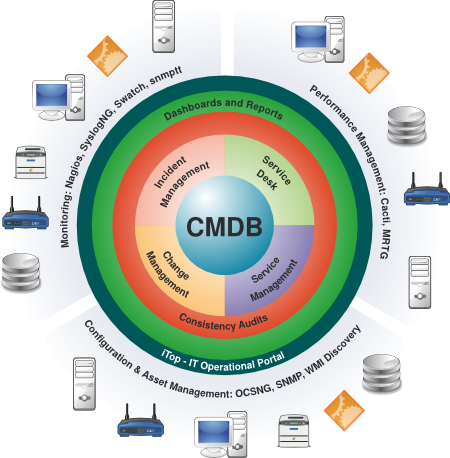 Monitoring: Nagios, SyslogNG, Swatch, snmptt
Performance Management: Cacti, MRTG
Dashboards and Reports
Incident
Management
Service
Desk
CMDB
Change
Management
Service
Management
Consistency Audits
iTop - IT Operational Portal
Configuration & Asset Management: OCSNG, SNMP, WMI Discovery